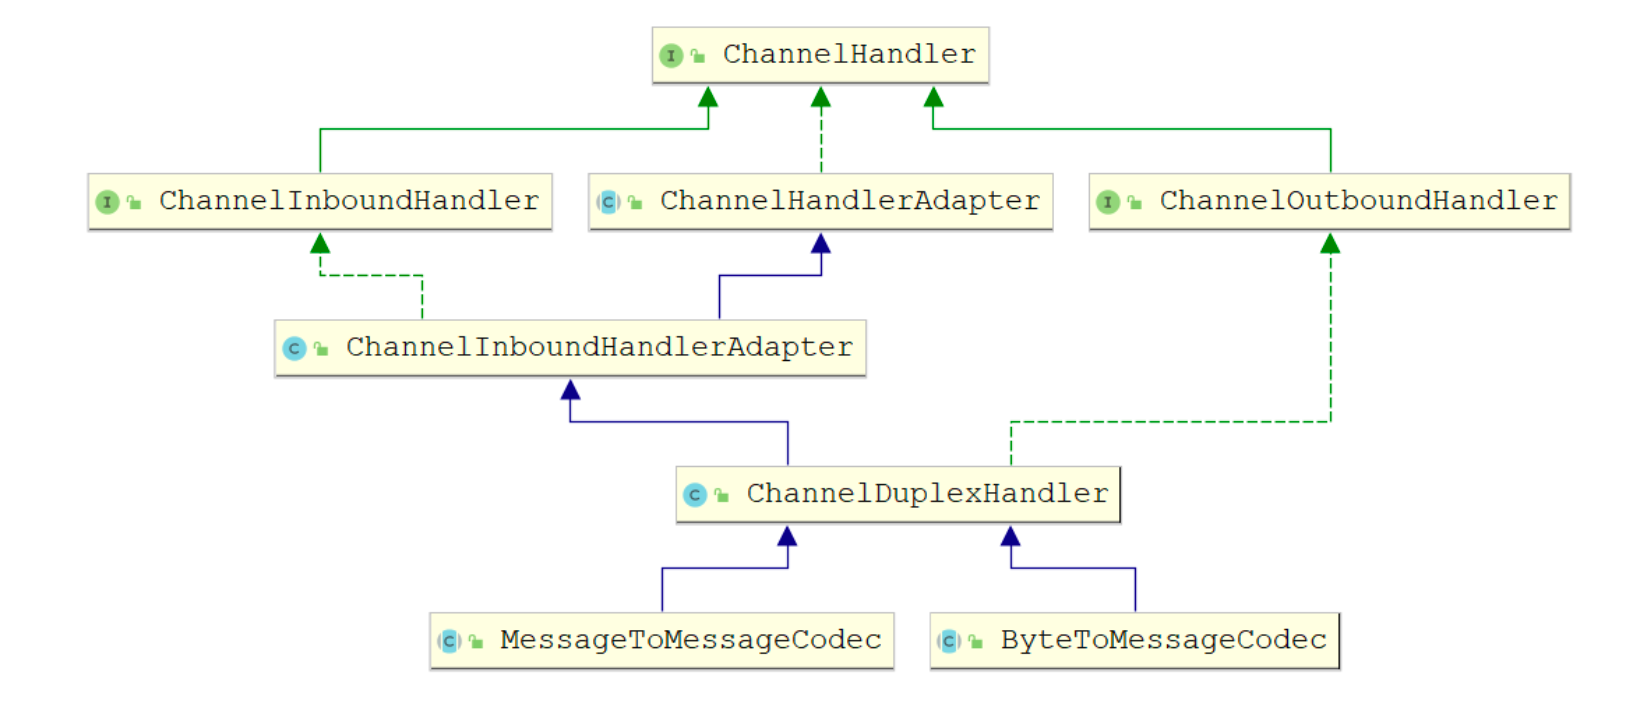 I ChannelHandler
I ChannelInboundHandler
C ChannelHandlerAdapter
I ChannelOutboundHandler
C ChannelInboundHandlerAdapter
C ChannelDuplexHandler
C MessageToMessageCodec
C ByteToMessageCodec